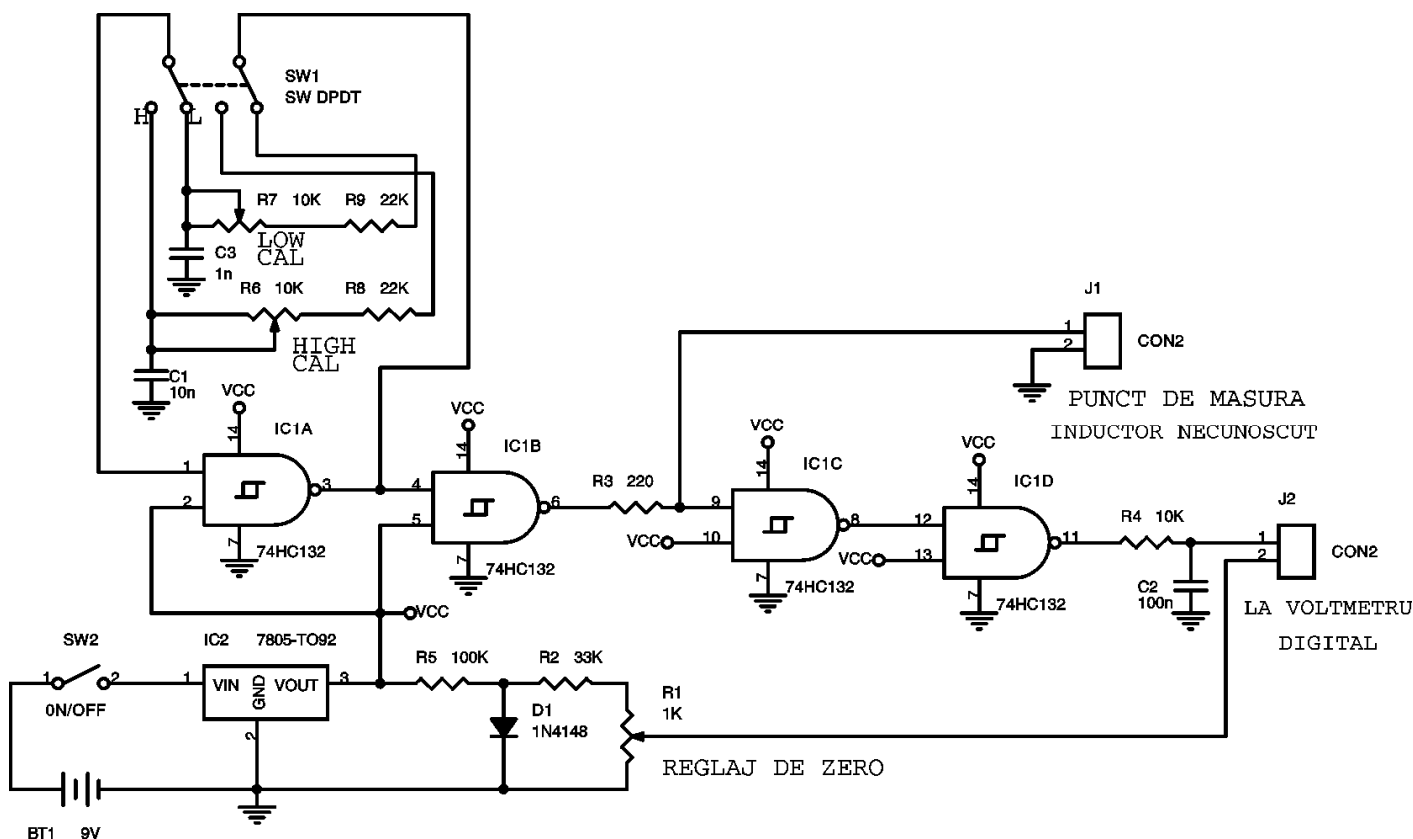 SW1
SW DPDT
H L
R7 10K R9 22K
LOW
CAL
C3
1n
R6 10K R8 22K
HIGH
CAL
C1
10n
J1
1
2
CON2
PUNCT DE MASURA
INDUCTOR NECUNOSCUT
VCC
14
IC1A
1
2
3
7
74HC132
VCC
14
IC1B
4
5
6
7
74HC132
R3 220
VCC
14
IC1C
9
VCC
10
8
7
74HC132
VCC
14
IC1D
12
VCC
13
11
7
74HC132
R4 10K
C2
100n
J2
1
2
CON2
LA VOLTMETRU
DIGITAL
VCC
SW2
1 2
0N/OFF
IC2 7805-TO92
1 VIN GND VOUT 3
2
R5 100K R2 33K
D1
1N4148
R1
1K
REGLAJ DE ZERO
BT1 9V